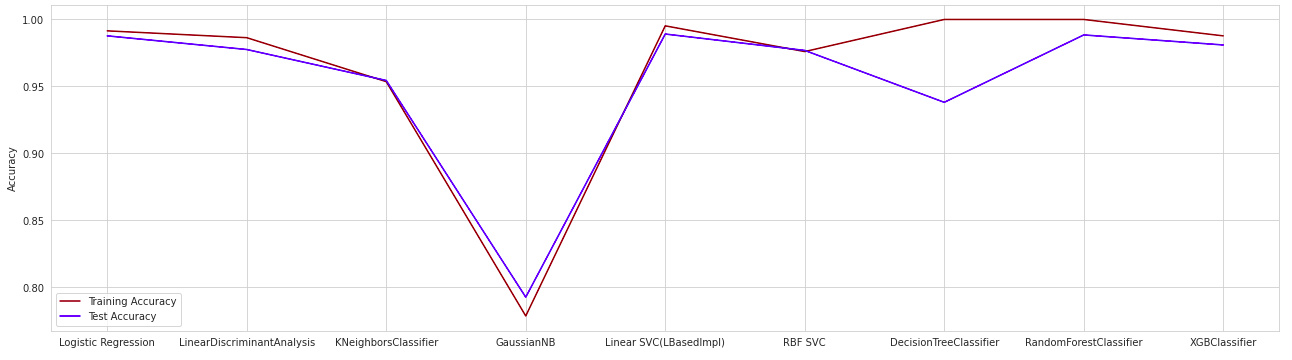 1.00
0.95
0.90
0.85
0.80
Accuracy
Training Accuracy
Test Accuracy
Logistic Regression LinearDiscriminantAnalysis KNeighborsClassifier GaussianNB Linear SVC(LBasedImpl) RBF SVC DecisionTreeClassifier RandomForestClassifier XGBClassifier